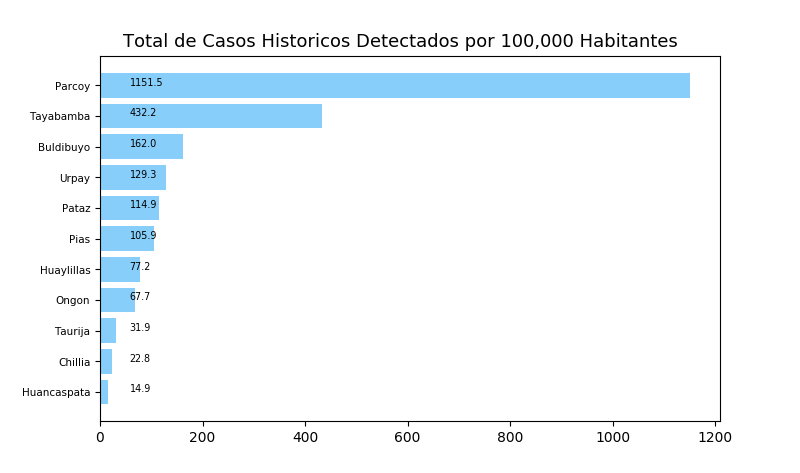 Total de Casos Historicos Detectados por 100,000 Habitantes
Parcoy 1151.5
Tayabamba 432.2
Buldibuyo 162.0
Urpay 129.3
Pataz 114.9
Pias 105.9
Huaylillas 77.2
Ongon 67.7
Taurija 31.9
Chillia 22.8
Huancaspata 14.9
0 200 400 600 800 1000 1200